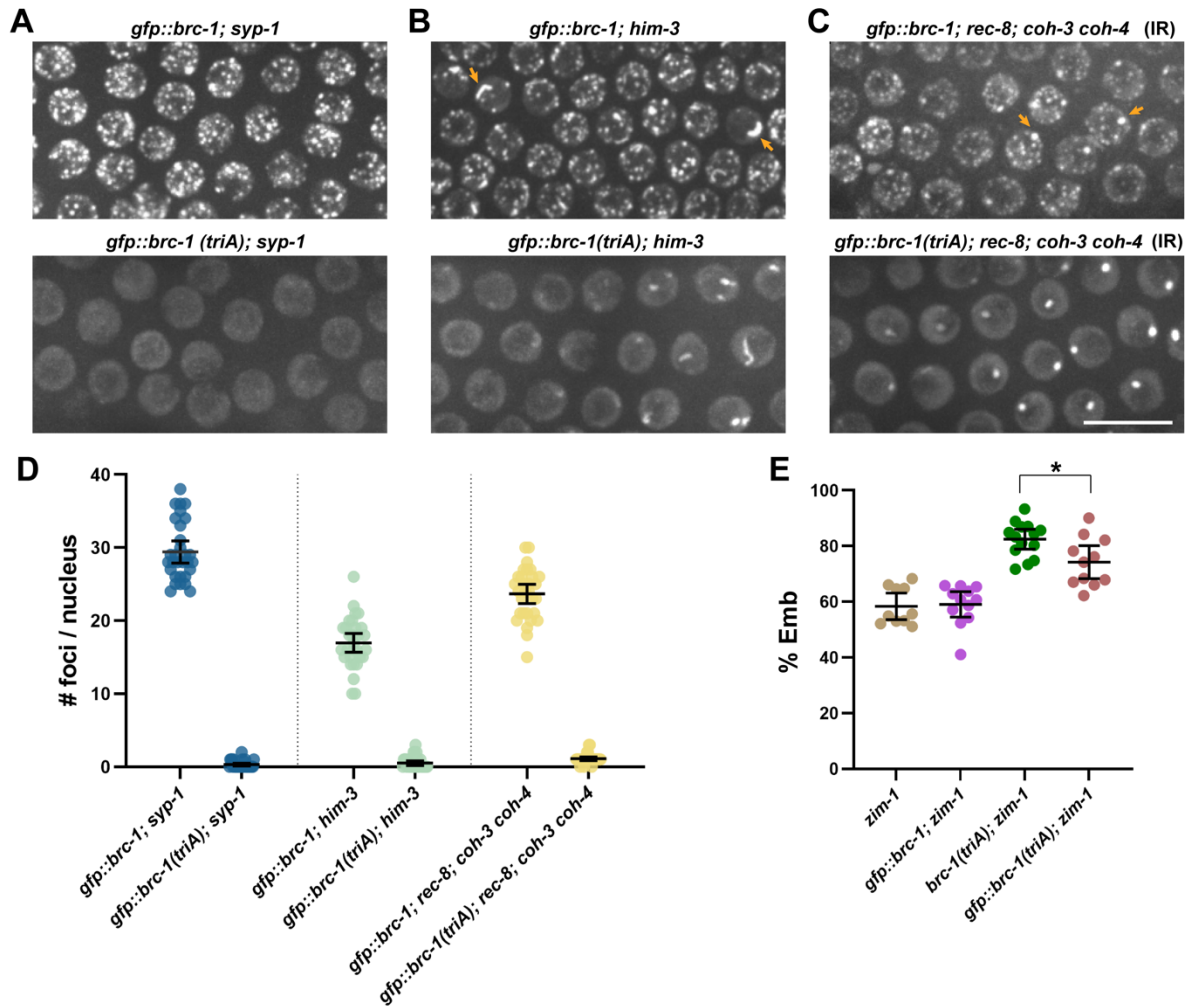 A
gfp::brc-1; syp-1
B
gfp::brc-1; him-3
C
gfp::brc-1; rec-8; coh-3 coh-4 (IR)
gfp::brc-1 (triA); syp-1
gfp::brc-1(triA); him-3
gfp::brc-1(triA); rec-8; coh-3 coh-4 (IR)
D
# foci / nucleus
40
30
20
10
0
gfp::brc-1; syp-1
gfp::brc-1(triA); syp-1
gfp::brc-1; him-3
gfp::brc-1(triA); him-3
gfp::brc-1; rec-8; coh-3 coh-4
gfp::brc-1(triA); rec-8; coh-3 coh-4
E
% Emb
100
80
60
40
20
0
*
zim-1
gfp::brc-1; zim-1
brc-1(triA); zim-1
gfp::brc-1(triA); zim-1